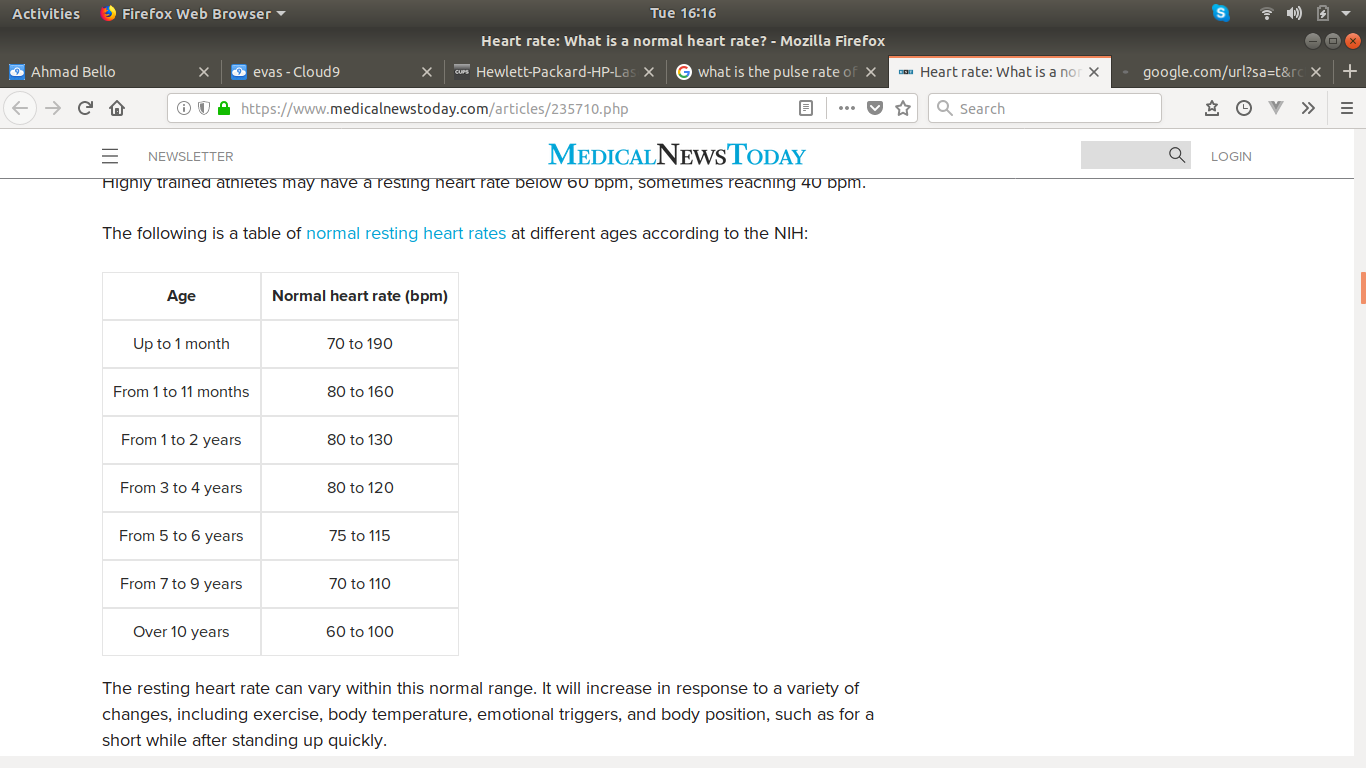 Activities Firefox Web Browser Tue 16:16
Heart rate: What is a normal heart rate? - Mozilla Firefox
Ahmad Bello evas - Cloud9 Hewlett-Packard-HP-Las what is the pulse rate of Heart rate: What is a nor google.com/url?sa=t&rc
https://www.medicalnewstoday.com/articles/235710.php Search
NEWSLETTER MEDICALNEWSTODAY LOGIN
Highly trained athletes may have a resting heart rate below 60 bpm, sometimes reaching 40 bpm.
The following is a table of normal resting heart rates at different ages according to the NIH:
Age Normal heart rate (bpm)
Up to 1 month 70 to 190
From 1 to 11 months 80 to 160
From 1 to 2 years 80 to 130
From 3 to 4 years 80 to 120
From 5 to 6 years 75 to 115
From 7 to 9 years 70 to 110
Over 10 years 60 to 100
The resting heart rate can vary within this normal range. It will increase in response to a variety of
changes, including exercise, body temperature, emotional triggers, and body position, such as for a
short while after standing up quickly.